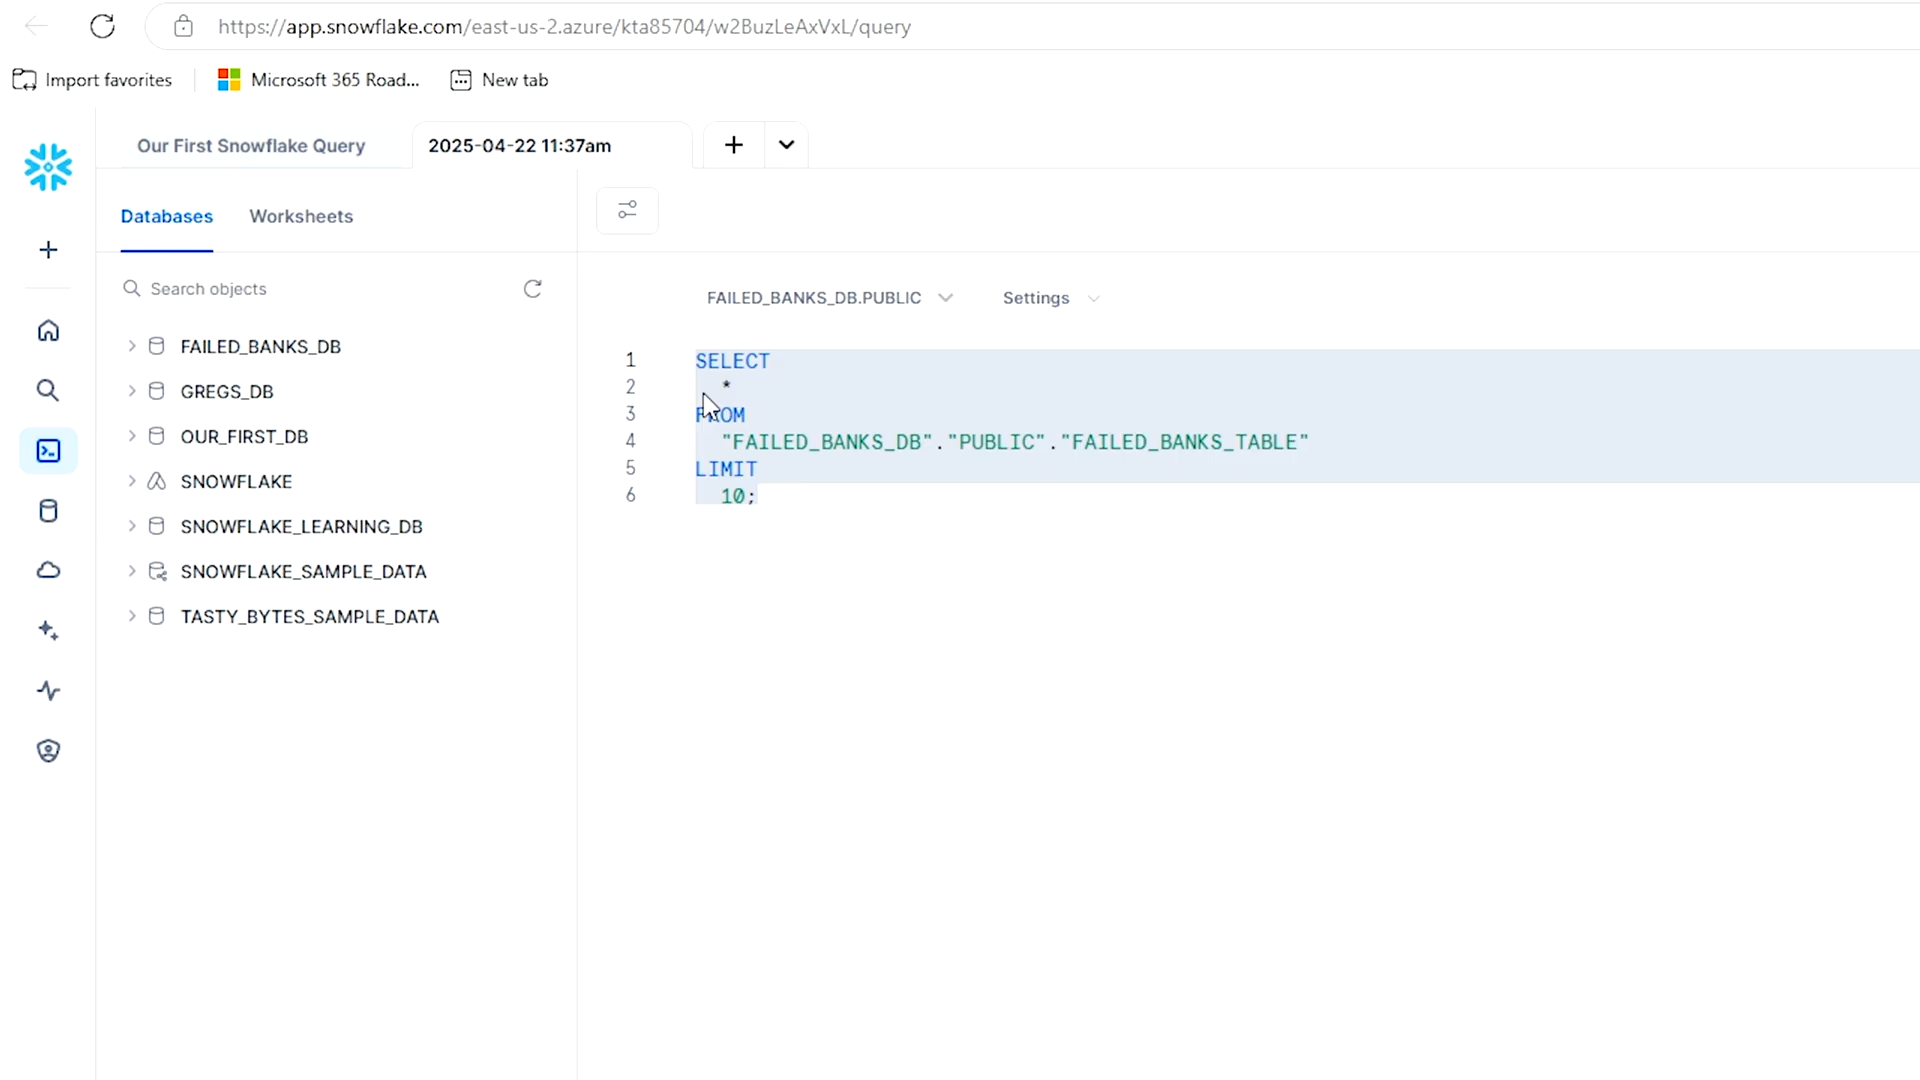 https://app.snowflake.com/east-us-2.azure/kta85704/w2BuzLeAxVxL/query
Import favorites
Microsoft 365 Road...
New tab
Our First Snowflake Query
2025-04-22 11:37am
Databases
Worksheets
Search objects
FAILED_BANKS_DB
GREGS_DB
OUR_FIRST_DB
SNOWFLAKE
SNOWFLAKE_LEARNING_DB
SNOWFLAKE_SAMPLE_DATA
TASTY_BYTES_SAMPLE_DATA
FAILED_BANKS_DB.PUBLIC
Settings
1 SELECT
2 *
3 FROM
4 "FAILED_BANKS_DB"."PUBLIC"."FAILED_BANKS_TABLE"
5 LIMIT
6 10;